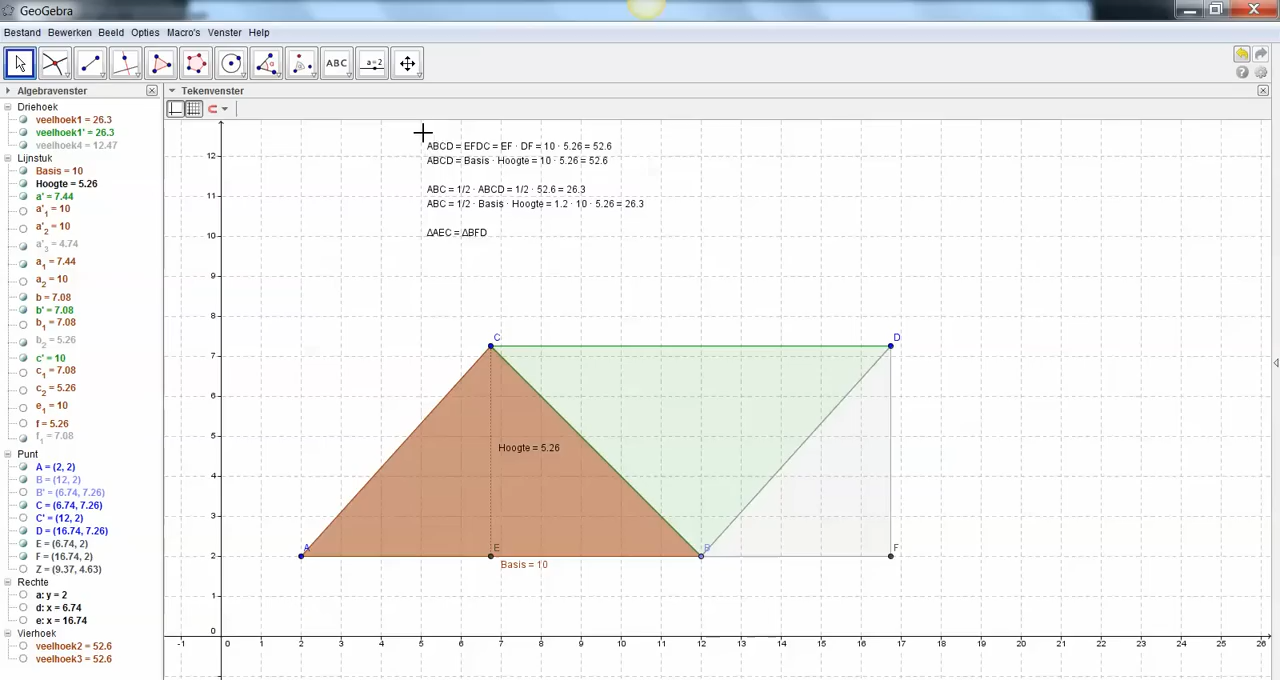 GeoGebra
Bestand Bewerken Beeld Opties Macro's Venster Help
ABC a=2
Algebravenster
Tekenvenster
Driehoek
veelhoek1 = 26.3
veelhoek1' = 26.3
veelhoek4 = 12.47
Lijnstuk
Basis = 10
Hoogte = 5.26
a' = 7.44
a'1 = 10
a'2 = 10
a'3 = 4.74
a1 = 7.44
a2 = 10
b = 7.08
b' = 7.08
b1 = 7.08
b2 = 5.26
c' = 10
c1 = 7.08
c2 = 5.26
e1 = 10
f = 5.26
f1 = 7.08
Punt
A = (2, 2)
B = (12, 2)
B' = (6.74, 7.26)
C = (6.74, 7.26)
C' = (12, 2)
D = (16.74, 7.26)
E = (6.74, 2)
F = (16.74, 2)
Z = (9.37, 4.63)
Rechte
a: y = 2
d: x = 6.74
e: x = 16.74
Vierhoek
veelhoek2 = 52.6
veelhoek3 = 52.6
ABCD = EFDC = EF · DF = 10 · 5.26 = 52.6
ABCD = Basis · Hoogte = 10 · 5.26 = 52.6
ABC = 1/2 · ABCD = 1/2 · 52.6 = 26.3
ABC = 1/2 · Basis · Hoogte = 1.2 · 10 · 5.26 = 26.3
ΔAEC = ΔBFD
12
11
10
9
8
7
6
5
4
3
2
1
0
C
D
Hoogte = 5.26
A
E
B
F
Basis = 10
-1 0 1 2 3 4 5 6 7 8 9 10 11 12 13 14 15 16 17 18 19 20 21 22 23 24 25 26